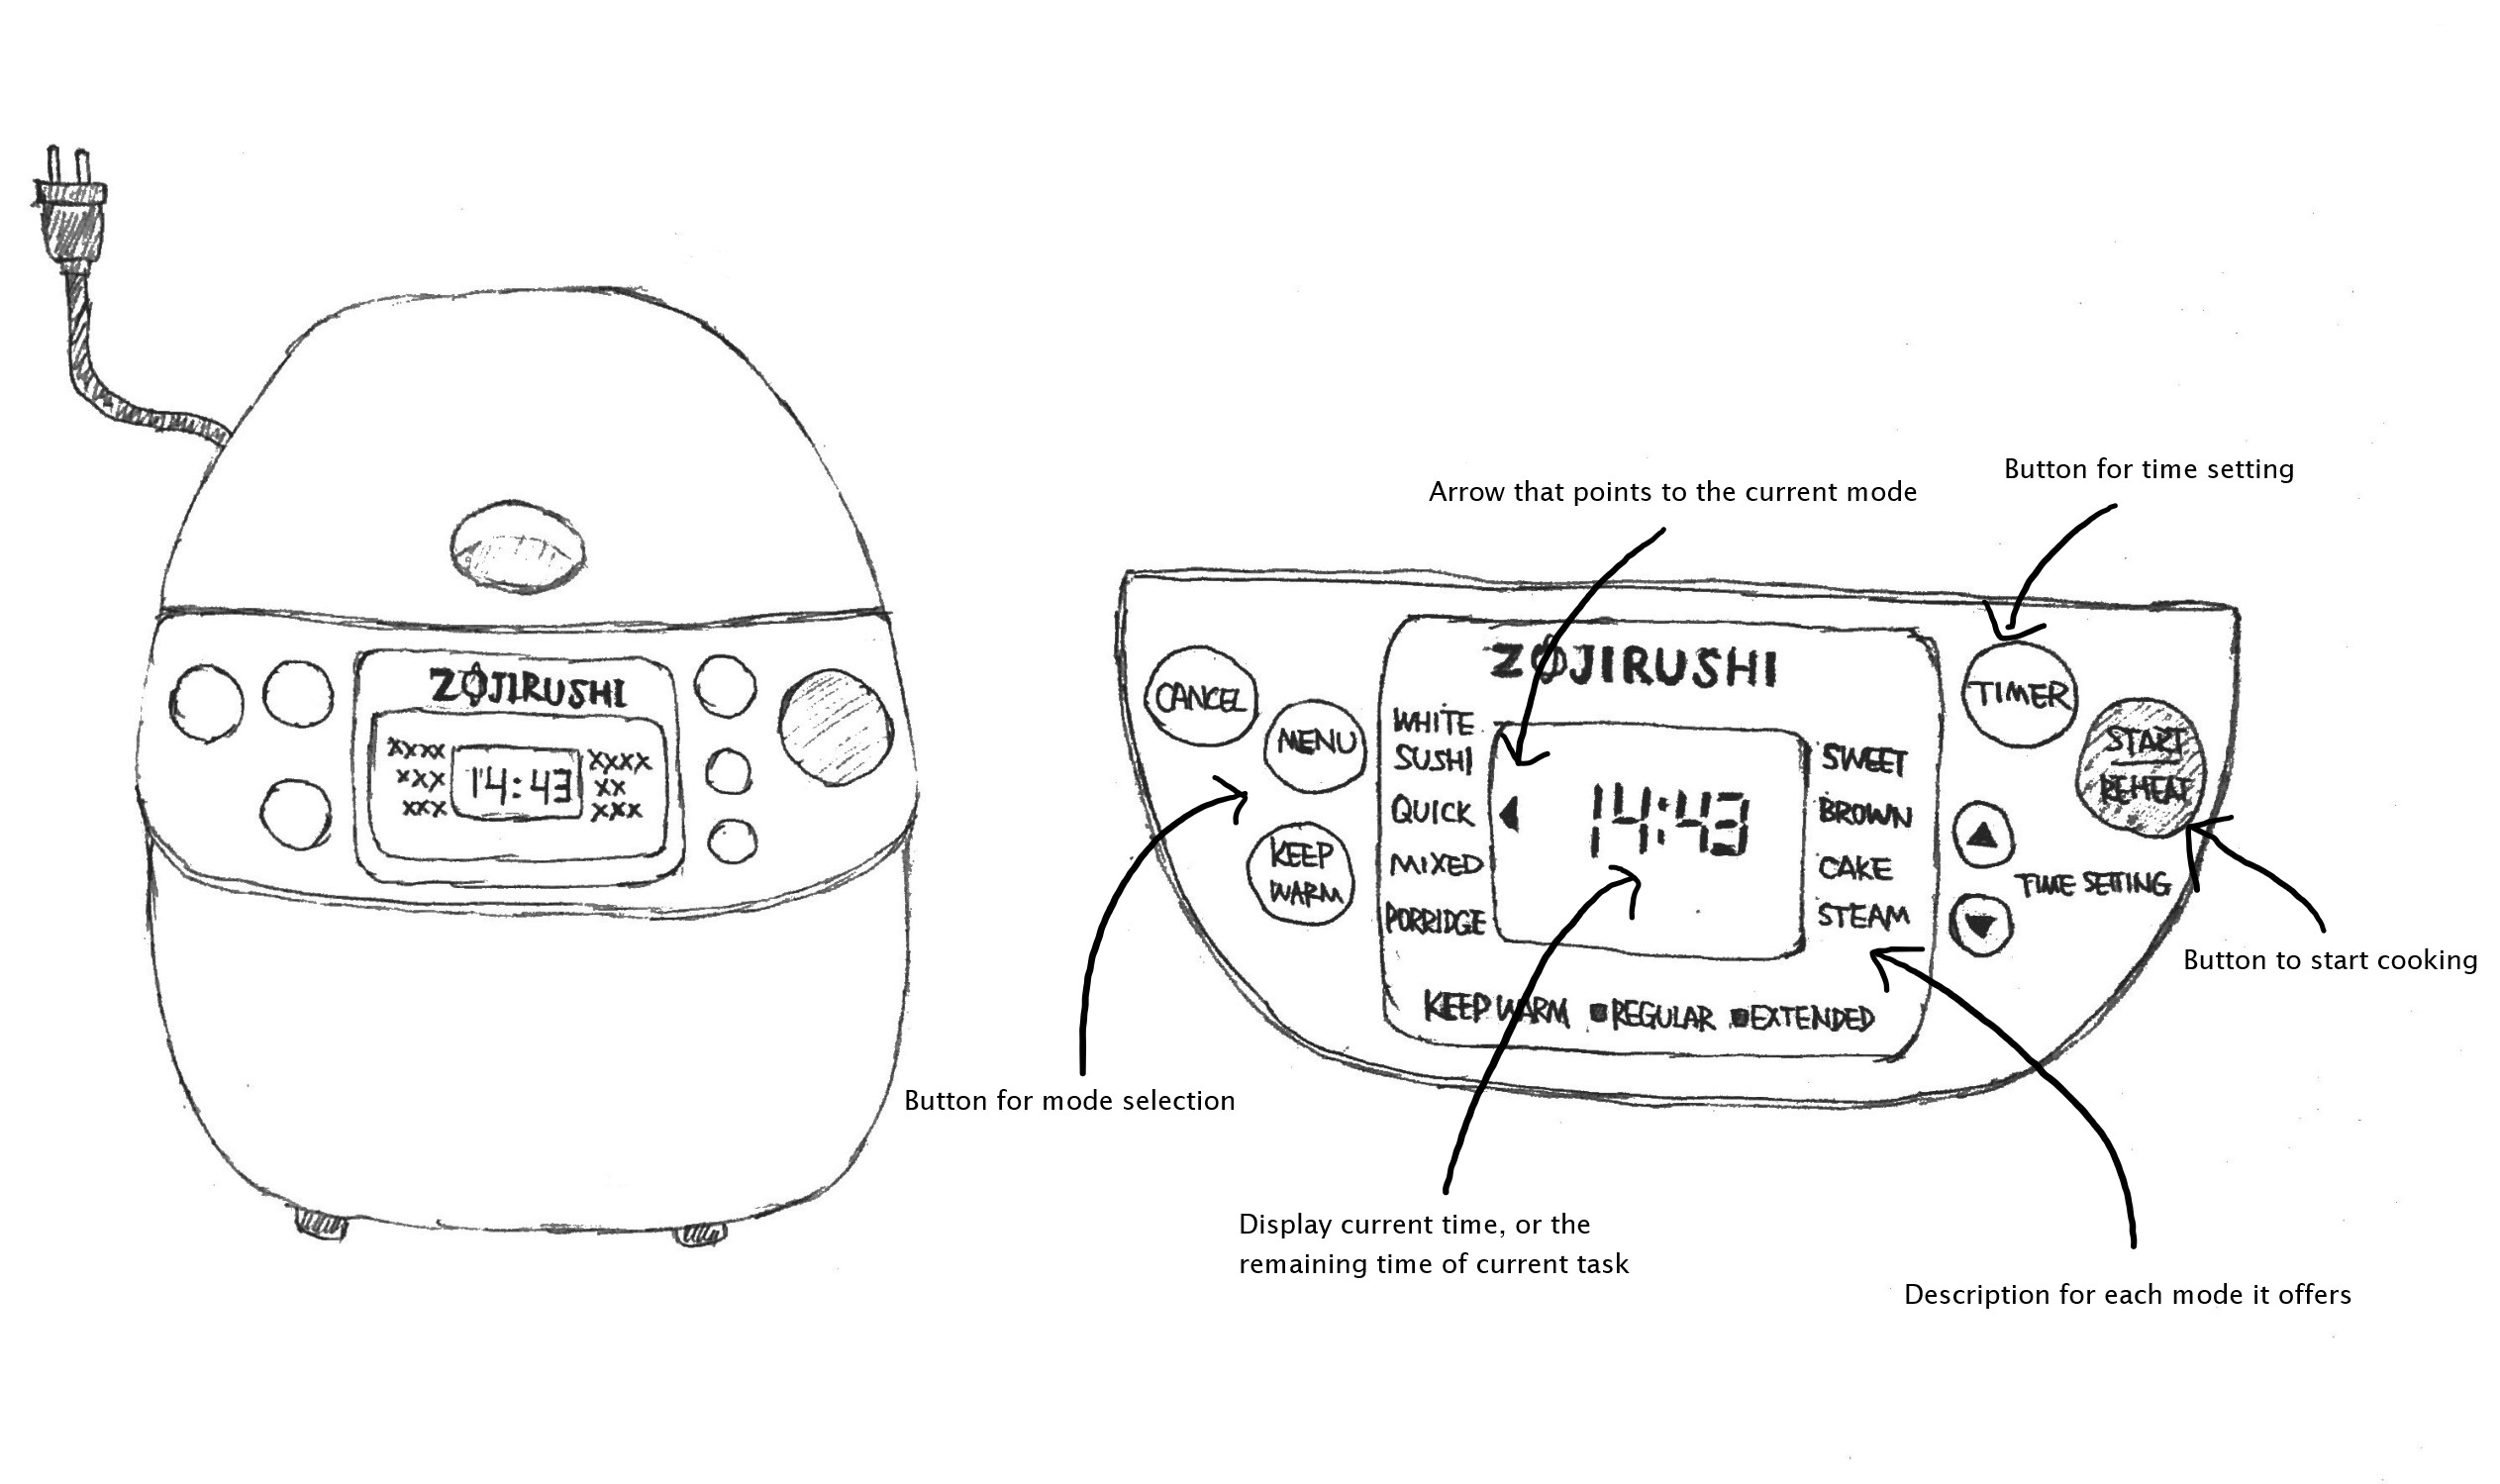 ZOJIRUSHI
XXXX
XXX
XXX
14:43
XXXX
XX
XXX
Arrow that points to the current mode
Button for time setting
CANCEL
MENU
KEEP
WARM
ZOJIRUSHI
WHITE
SUSHI
QUICK
MIXED
PORRIDGE
14:43
SWEET
BROWN
CAKE
STEAM
KEEP WARM REGULAR EXTENDED
TIMER
START
REHEAT
TIME SETTING
Button to start cooking
Button for mode selection
Display current time, or the
remaining time of current task
Description for each mode it offers